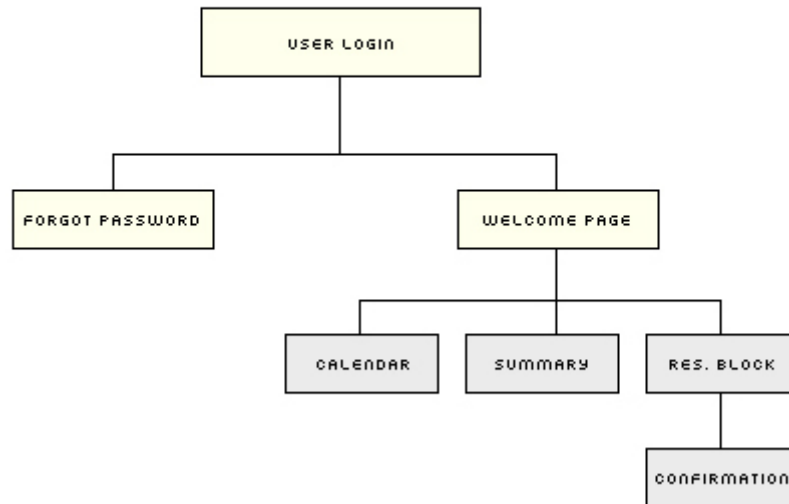 USER LOGIN
FORGOT PASSWORD
WELCOME PAGE
CALENDAR
SUMMARY
RES. BLOCK
CONFIRMATION